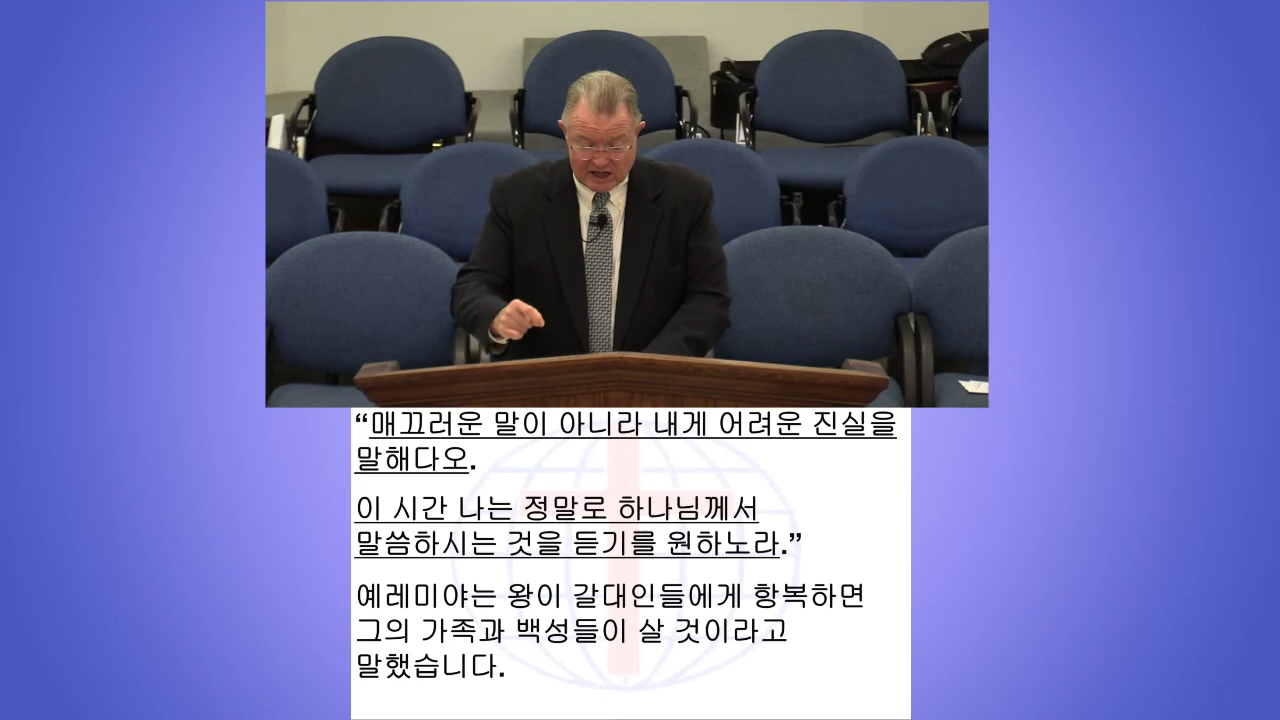 “매끄러운 말이 아니라 내게 어려운 진실을
말해다오.
이 시간 나는 정말로 하나님께서
말씀하시는 것을 듣기를 원하노라.”
예레미야는 왕이 갈대인들에게 항복하면
그의 가족과 백성들이 살 것이라고
말했습니다.